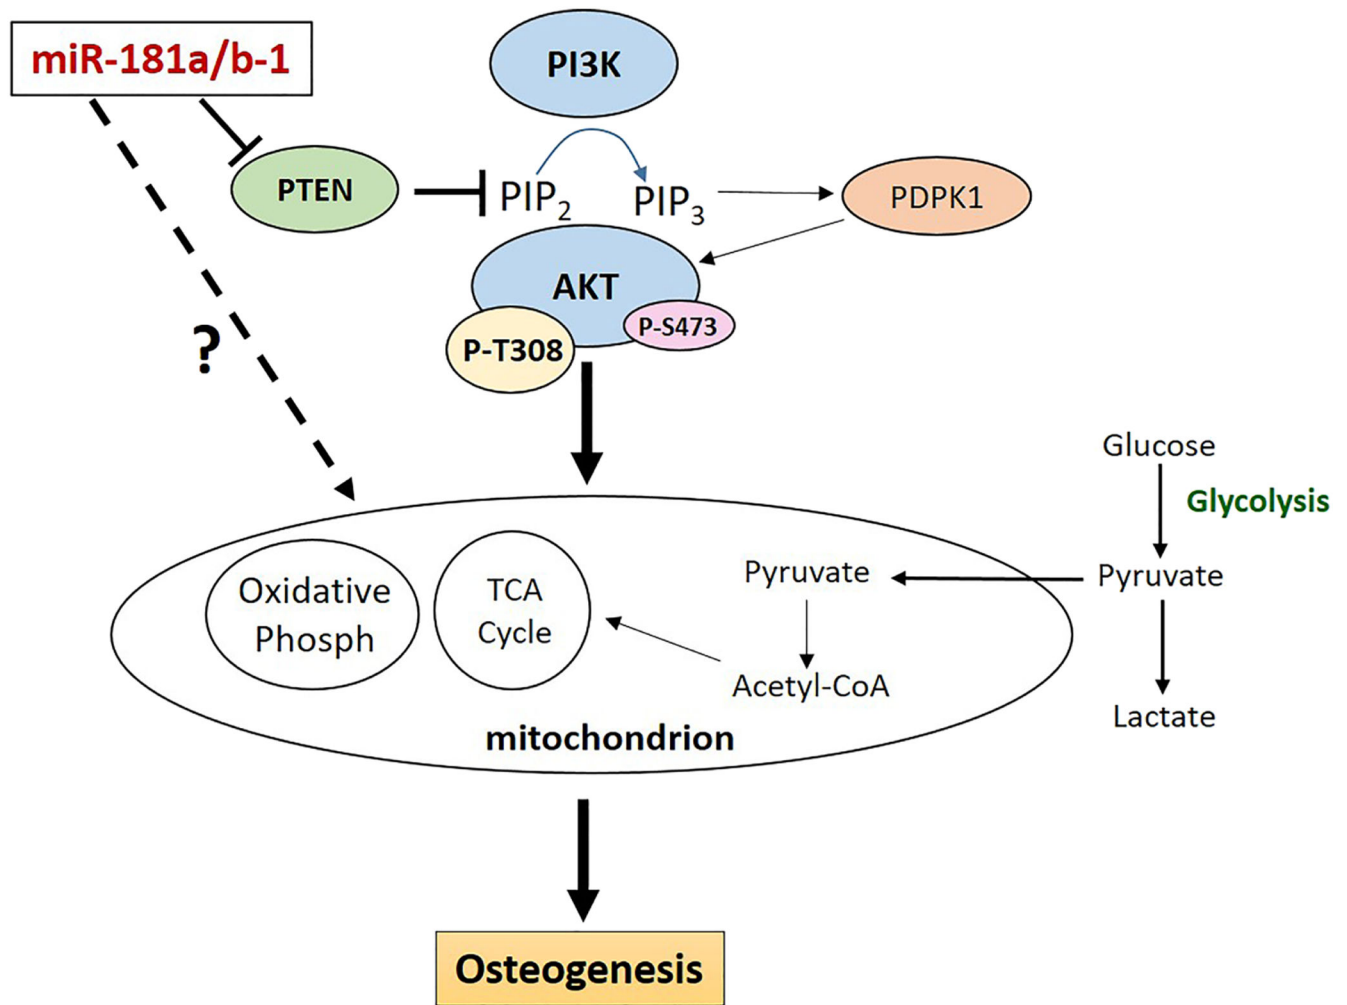 miR-181a/b-1
PI3K
PTEN
PIP₂
PIP₃
PDPK1
AKT
P-S473
P-T308
?
Glucose
Glycolysis
Pyruvate
Pyruvate
Oxidative
Phosph
TCA
Cycle
Acetyl-CoA
Lactate
mitochondrion
Osteogenesis